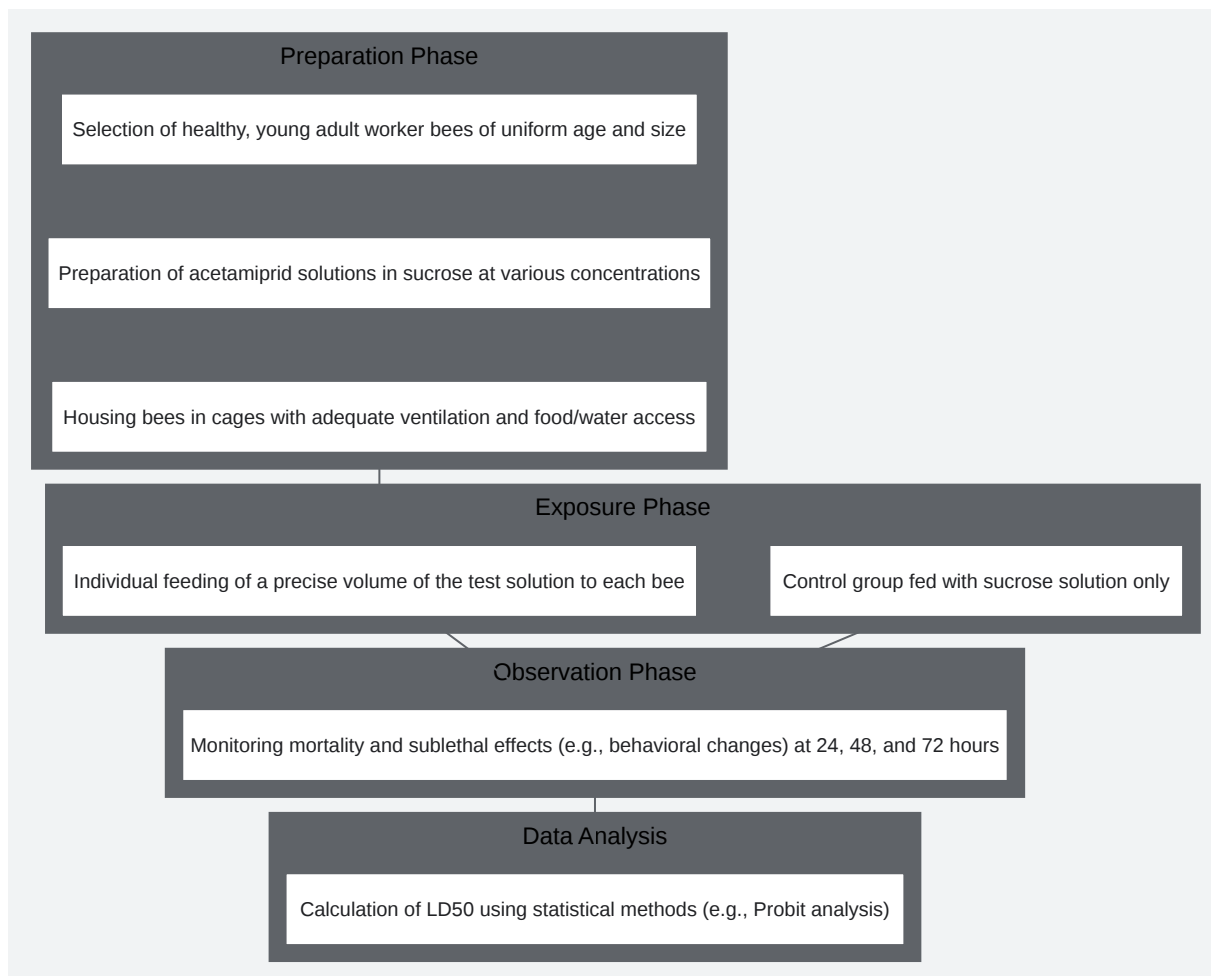 Preparation Phase
Selection of healthy, young adult worker bees of uniform age and size
Preparation of acetamiprid solutions in sucrose at various concentrations
Housing bees in cages with adequate ventilation and food/water access
Exposure Phase
Individual feeding of a precise volume of the test solution to each bee
Control group fed with sucrose solution only
Observation Phase
Monitoring mortality and sublethal effects (e.g., behavioral changes) at 24, 48, and 72 hours
Data Analysis
Calculation of LD50 using statistical methods (e.g., Probit analysis)